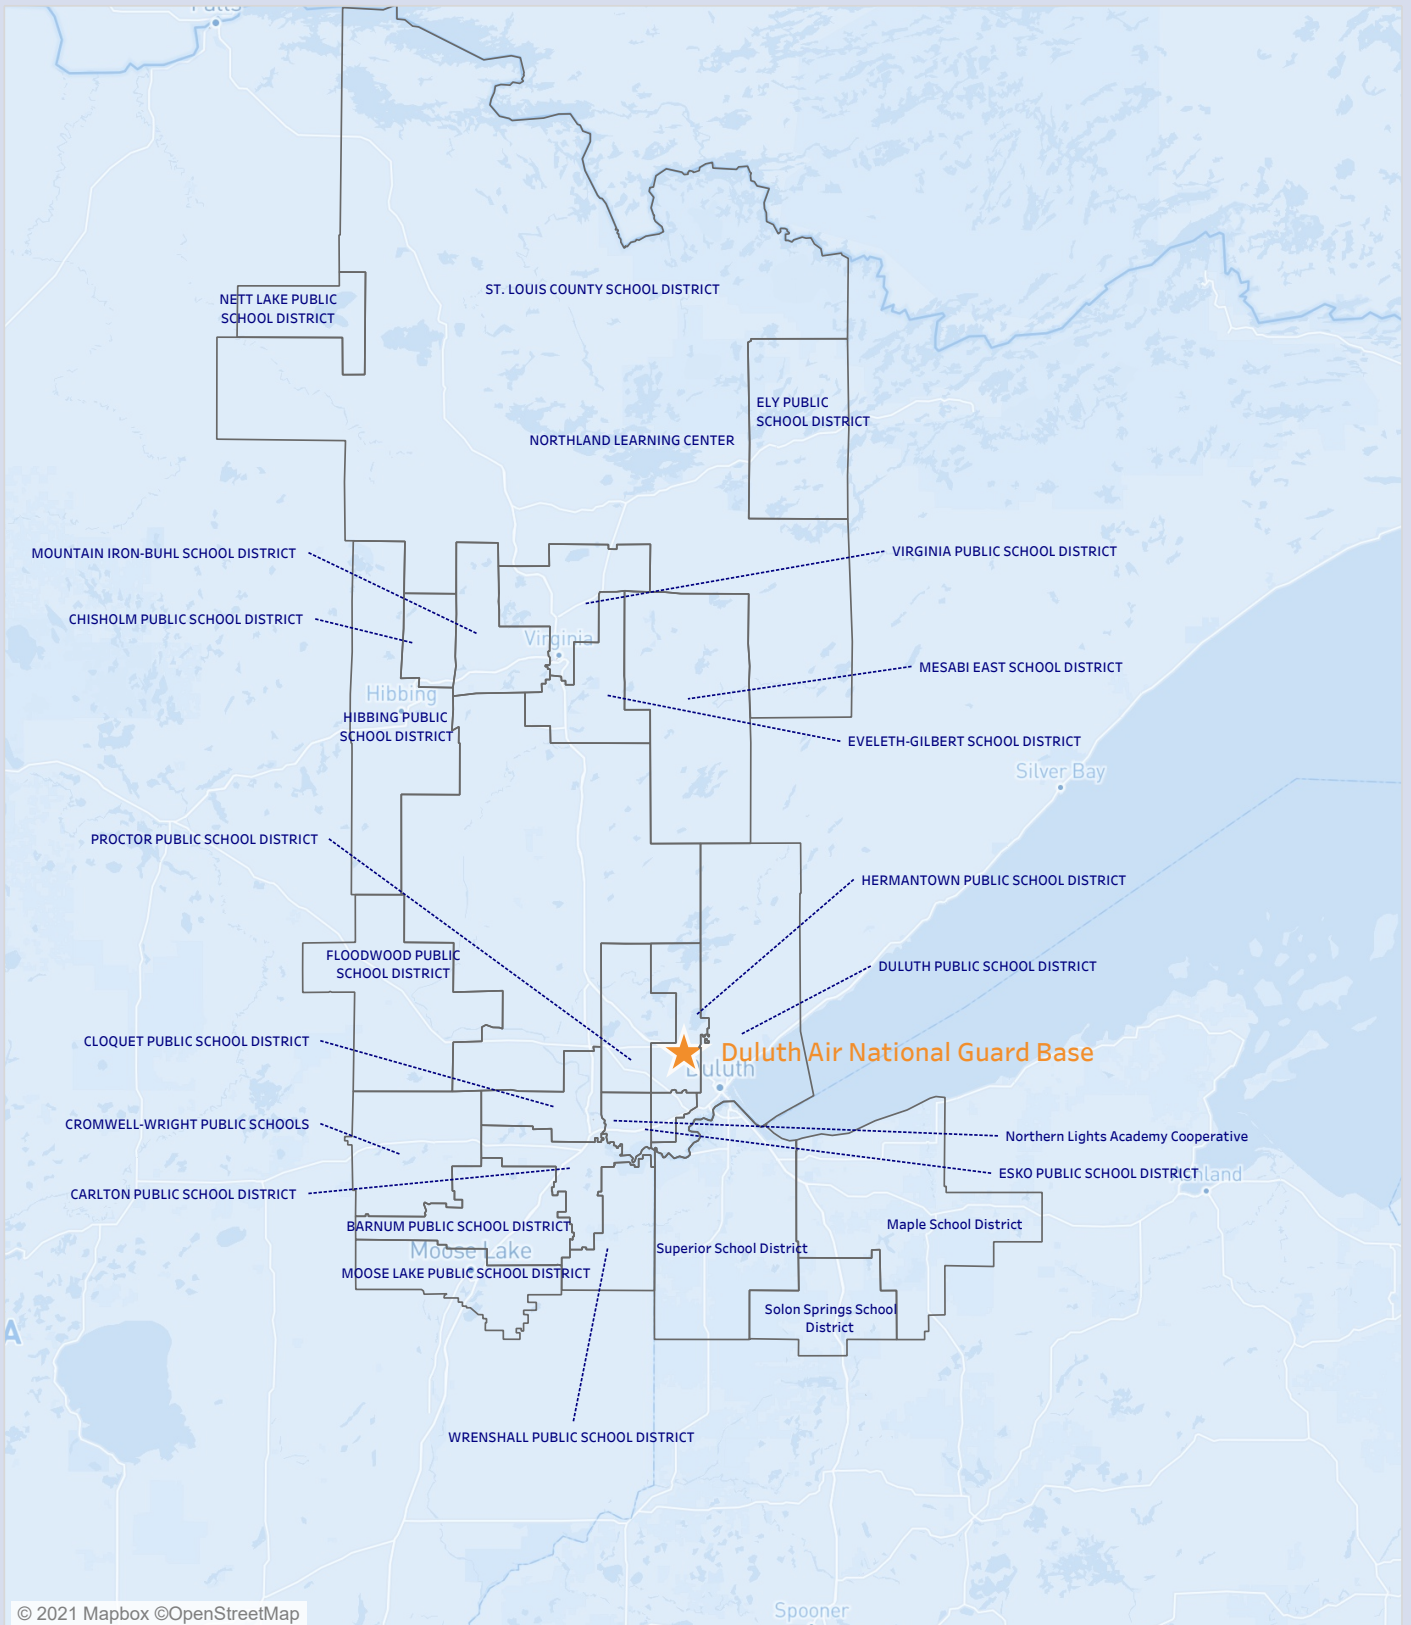 Falls
NETT LAKE PUBLIC
SCHOOL DISTRICT
ST. LOUIS COUNTY SCHOOL DISTRICT
ELY PUBLIC
SCHOOL DISTRICT
NORTHLAND LEARNING CENTER
MOUNTAIN IRON-BUHL SCHOOL DISTRICT
VIRGINIA PUBLIC SCHOOL DISTRICT
CHISHOLM PUBLIC SCHOOL DISTRICT
Virginia
MESABI EAST SCHOOL DISTRICT
Hibbing
HIBBING PUBLIC
SCHOOL DISTRICT
EVELETH-GILBERT SCHOOL DISTRICT
Silver Bay
PROCTOR PUBLIC SCHOOL DISTRICT
HERMANTOWN PUBLIC SCHOOL DISTRICT
FLOODWOOD PUBLIC
SCHOOL DISTRICT
DULUTH PUBLIC SCHOOL DISTRICT
CLOQUET PUBLIC SCHOOL DISTRICT
Duluth Air National Guard Base
Duluth
CROMWELL-WRIGHT PUBLIC SCHOOLS
Northern Lights Academy Cooperative
ESKO PUBLIC SCHOOL DISTRICT
CARLTON PUBLIC SCHOOL DISTRICT
BARNUM PUBLIC SCHOOL DISTRICT
Maple School District
Moose Lake
Superior School District
MOOSE LAKE PUBLIC SCHOOL DISTRICT
Solon Springs School
District
A
WRENSHALL PUBLIC SCHOOL DISTRICT
Spooner
© 2021 Mapbox ©OpenStreetMap